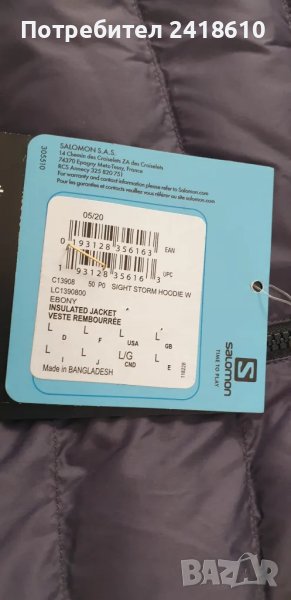 Потребител 2418610
305510
SALOMON S.A.S.
14 Chemin des Croiselets ZA des Croiselets
74370 Epagny Metz-Tessy, France
RCS Annecy 325 820 751
For warranty and contact information please refer to salomon.com
Pour les garanties et contacts veuillez vous référer au site salomon.com
05/20
0 193128 356163
EAN
1 93128 35616 3
UPC
C13908 50 P0 SIGHT STORM HOODIE W
LC1390800
EBONY
INSULATED JACKET
VESTE REMBOURRÉE
L L L L
D F USA GB
L L L/G L
I J CND E
Made in BANGLADESH
salomon
TIME TO PLAY
BAZAR